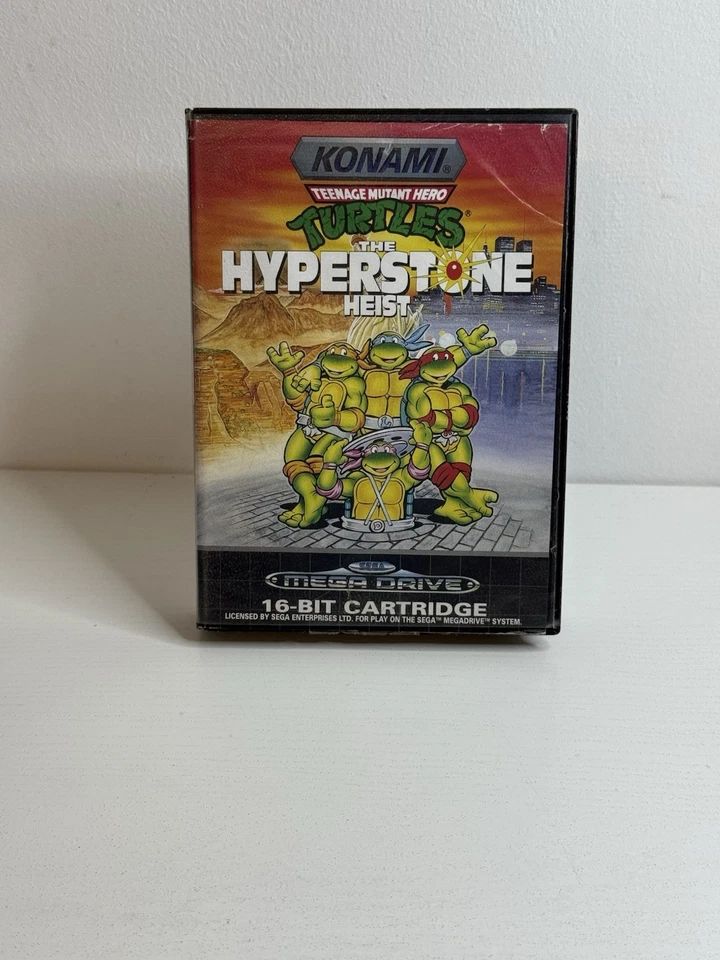 KONAMI®
TEENAGE MUTANT HERO
TURTLES®
THE
HYPERSTONE
HEIST
SEGA
MEGA DRIVE
16-BIT CARTRIDGE
LICENSED BY SEGA ENTERPRISES LTD. FOR PLAY ON THE SEGA™ MEGADRIVE™ SYSTEM.